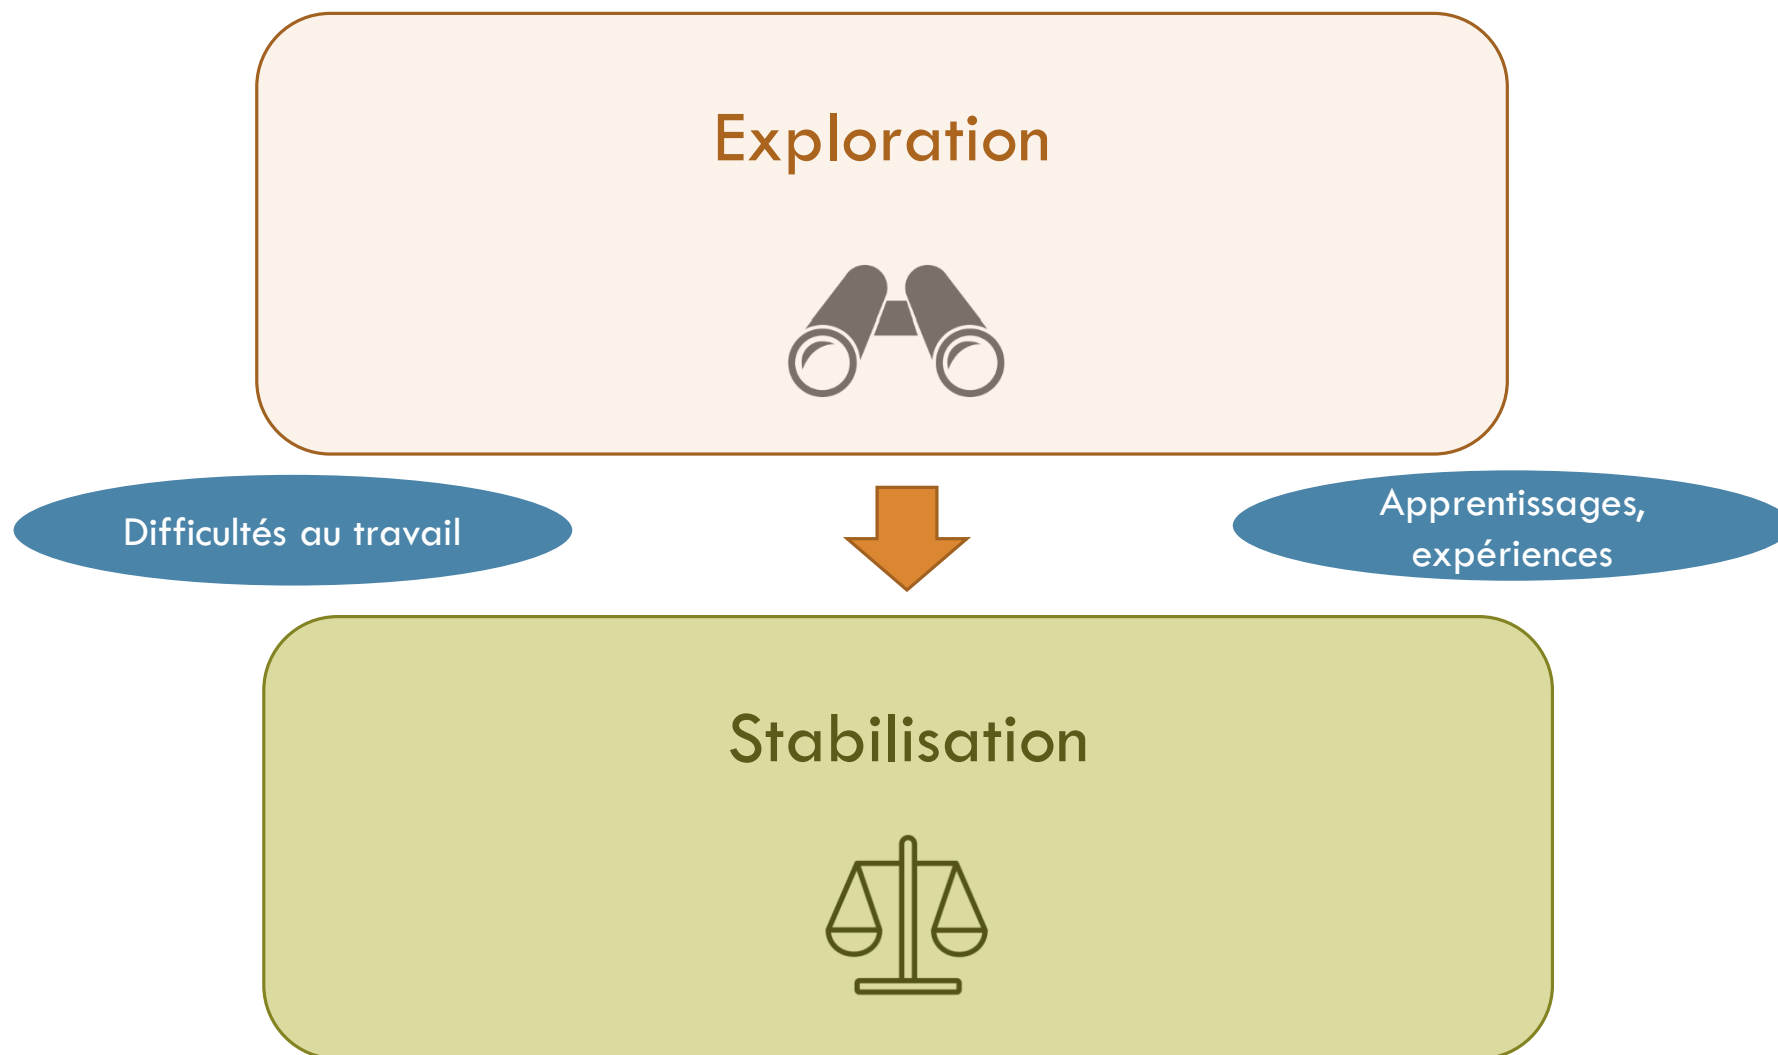 Exploration
Difficultés au travail
Apprentissages,
expériences
Stabilisation